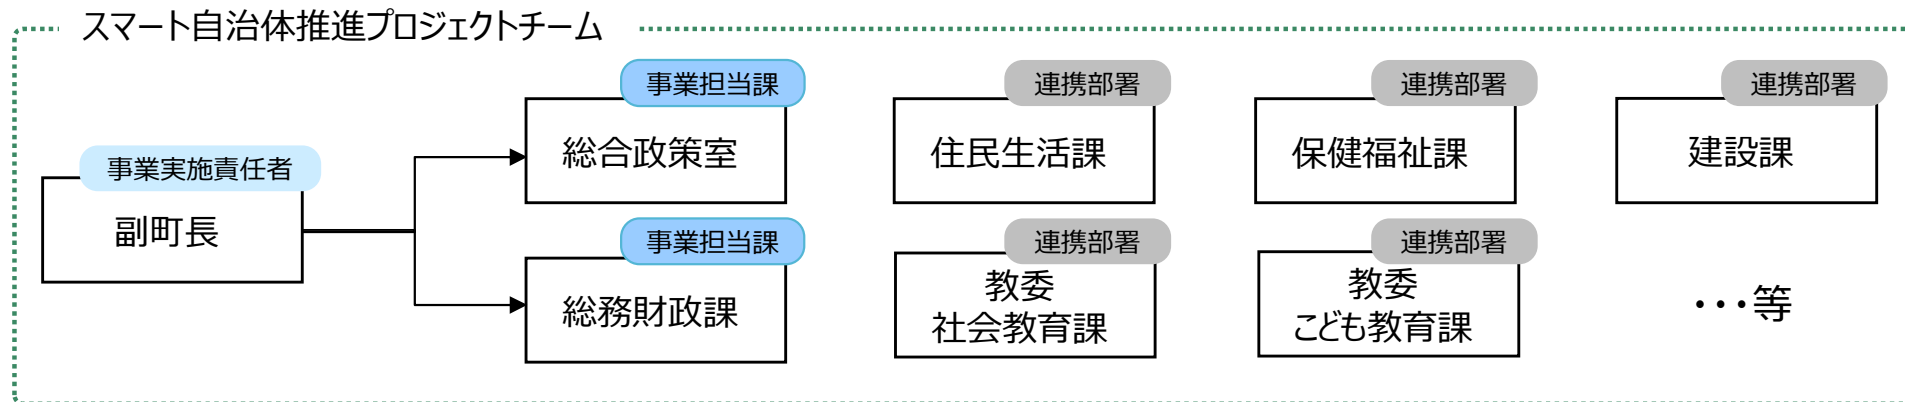 スマート自治体推進プロジェクトチーム
事業実施責任者
副町長
事業担当課
総合政策室
事業担当課
総務財政課
連携部署
住民生活課
連携部署
保健福祉課
連携部署
建設課
連携部署
教委
社会教育課
連携部署
教委
こども教育課
・・・等